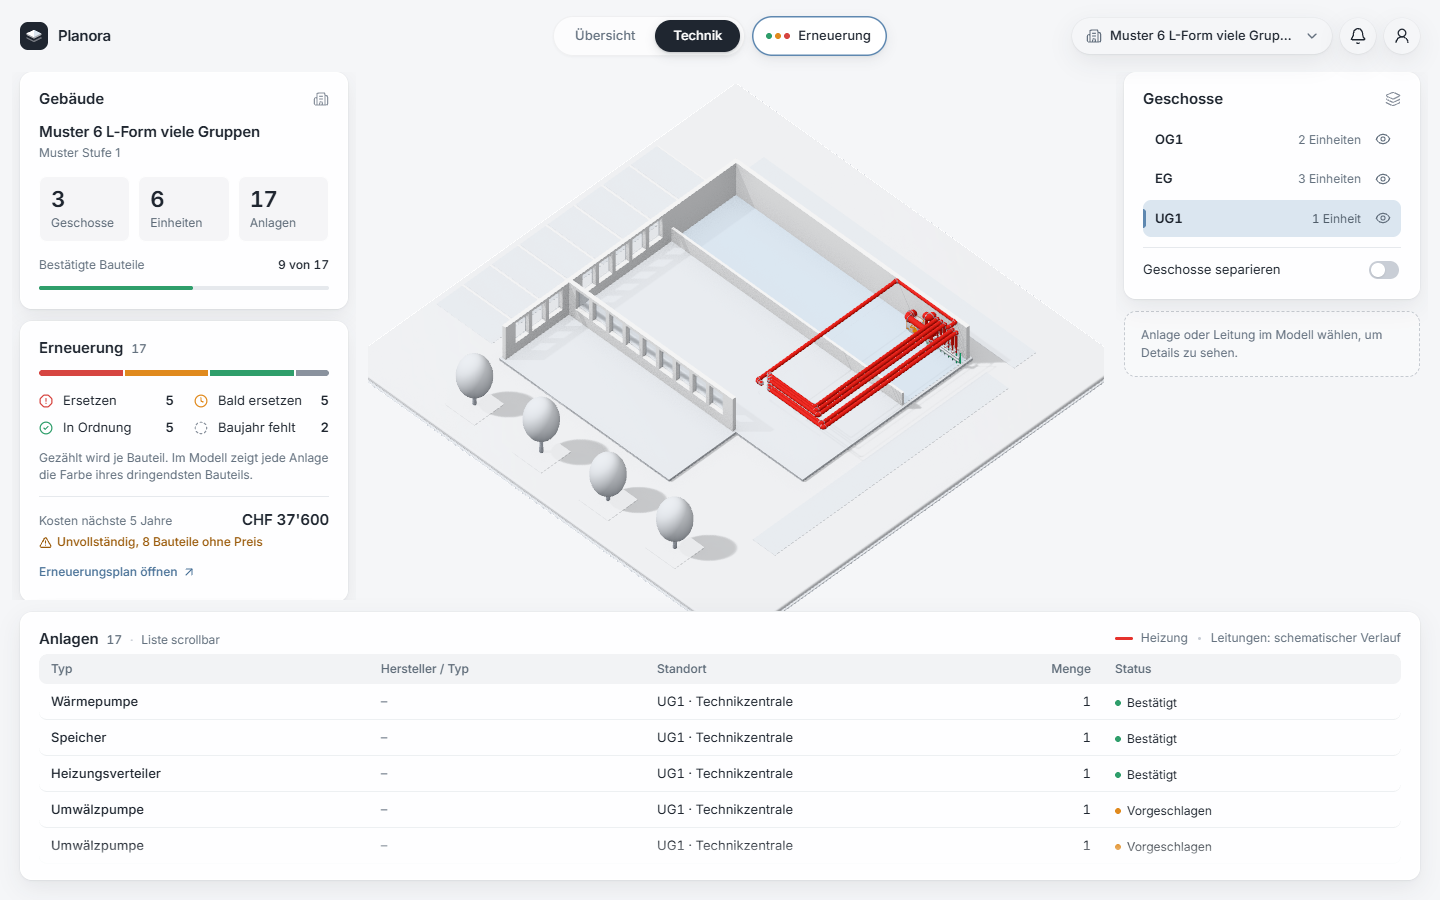 Planora
Übersicht
Technik
Erneuerung
Muster 6 L-Form viele Grup...
Gebäude
Muster 6 L-Form viele Gruppen
Muster Stufe 1
3 Geschosse
6 Einheiten
17 Anlagen
Bestätigte Bauteile 9 von 17
Erneuerung 17
Ersetzen 5
Bald ersetzen 5
In Ordnung 5
Baujahr fehlt 2
Gezählt wird je Bauteil. Im Modell zeigt jede Anlage
die Farbe ihres dringendsten Bauteils.
Kosten nächste 5 Jahre CHF 37'600
Unvollständig, 8 Bauteile ohne Preis
Erneuerungsplan öffnen
Geschosse
OG1 2 Einheiten
EG 3 Einheiten
UG1 1 Einheit
Geschosse separieren
Anlage oder Leitung im Modell wählen, um
Details zu sehen.
Anlagen 17 · Liste scrollbar
Heizung · Leitungen: schematischer Verlauf
Typ Hersteller / Typ Standort Menge Status
Wärmepumpe – UG1 · Technikzentrale 1 Bestätigt
Speicher – UG1 · Technikzentrale 1 Bestätigt
Heizungsverteiler – UG1 · Technikzentrale 1 Bestätigt
Umwälzpumpe – UG1 · Technikzentrale 1 Vorgeschlagen
Umwälzpumpe – UG1 · Technikzentrale 1 Vorgeschlagen